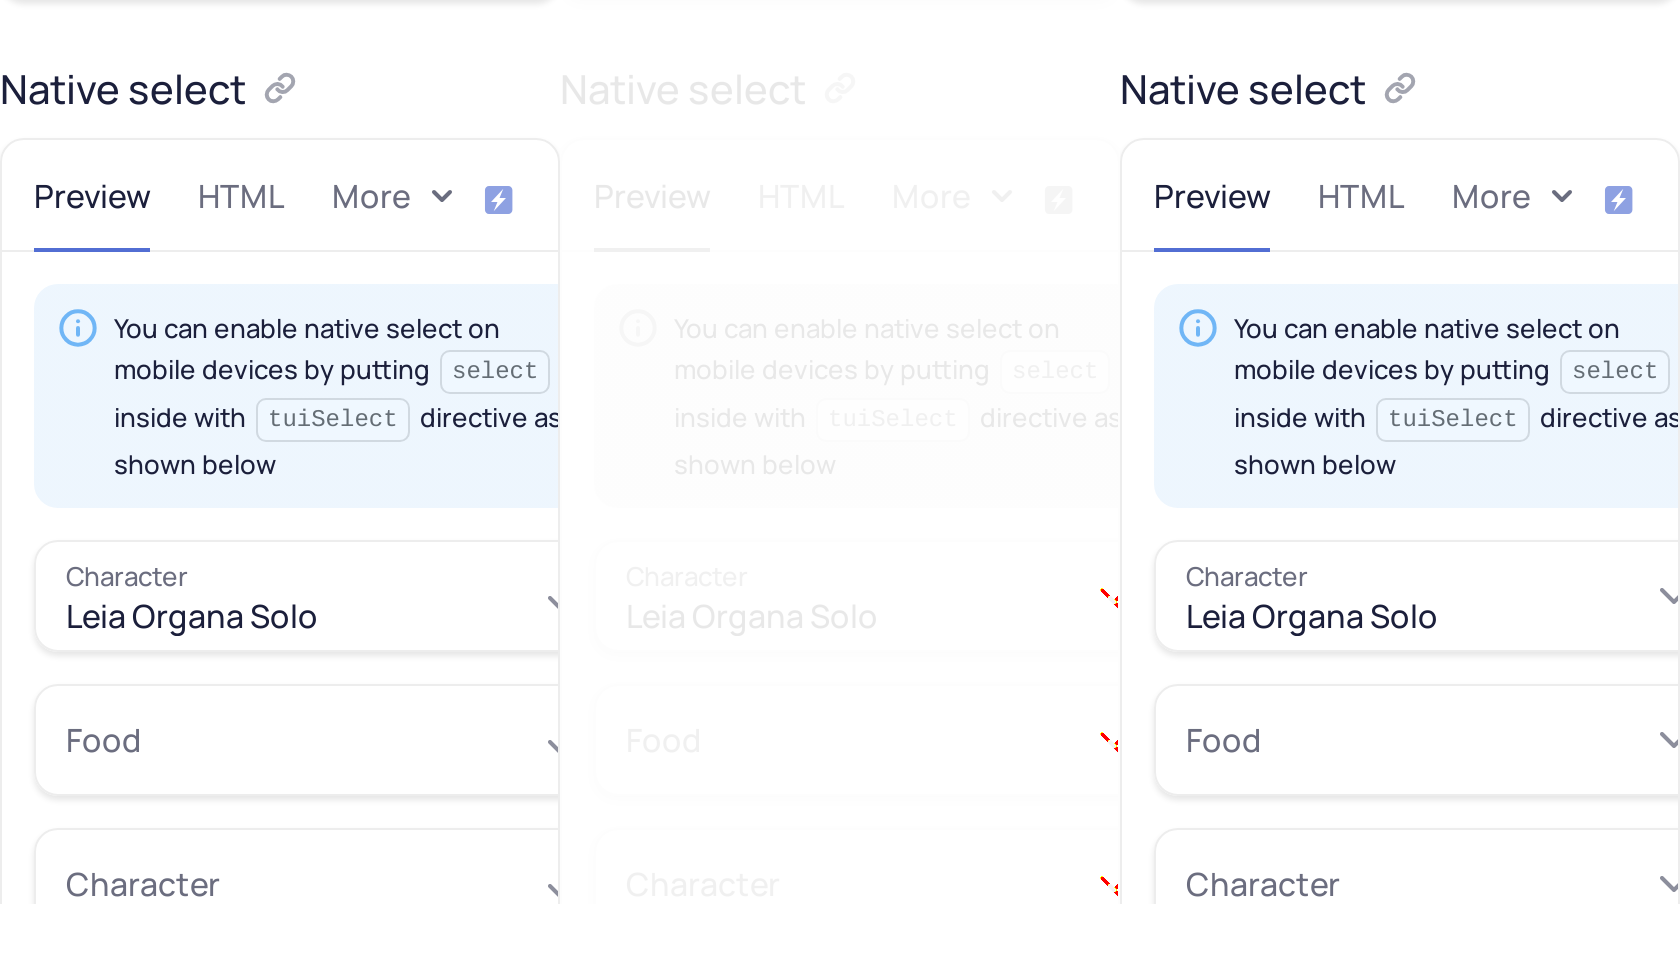 Native select
Preview HTML More
You can enable native select on
mobile devices by putting select
inside with tuiSelect directive as
shown below
Character
Leia Organa Solo
Food
Character
Native select
Preview HTML More
You can enable native select on
mobile devices by putting select
inside with tuiSelect directive as
shown below
Character
Leia Organa Solo
Food
Character
Native select
Preview HTML More
You can enable native select on
mobile devices by putting select
inside with tuiSelect directive as
shown below
Character
Leia Organa Solo
Food
Character